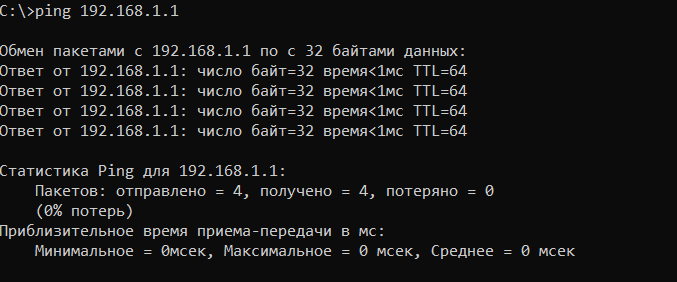 C:\>ping 192.168.1.1
Обмен пакетами с 192.168.1.1 по с 32 байтами данных:
Ответ от 192.168.1.1: число байт=32 время<1мс TTL=64
Ответ от 192.168.1.1: число байт=32 время<1мс TTL=64
Ответ от 192.168.1.1: число байт=32 время<1мс TTL=64
Ответ от 192.168.1.1: число байт=32 время<1мс TTL=64
Статистика Ping для 192.168.1.1:
Пакетов: отправлено = 4, получено = 4, потеряно = 0
(0% потерь)
Приблизительное время приема-передачи в мс:
Минимальное = 0мсек, Максимальное = 0 мсек, Среднее = 0 мсек